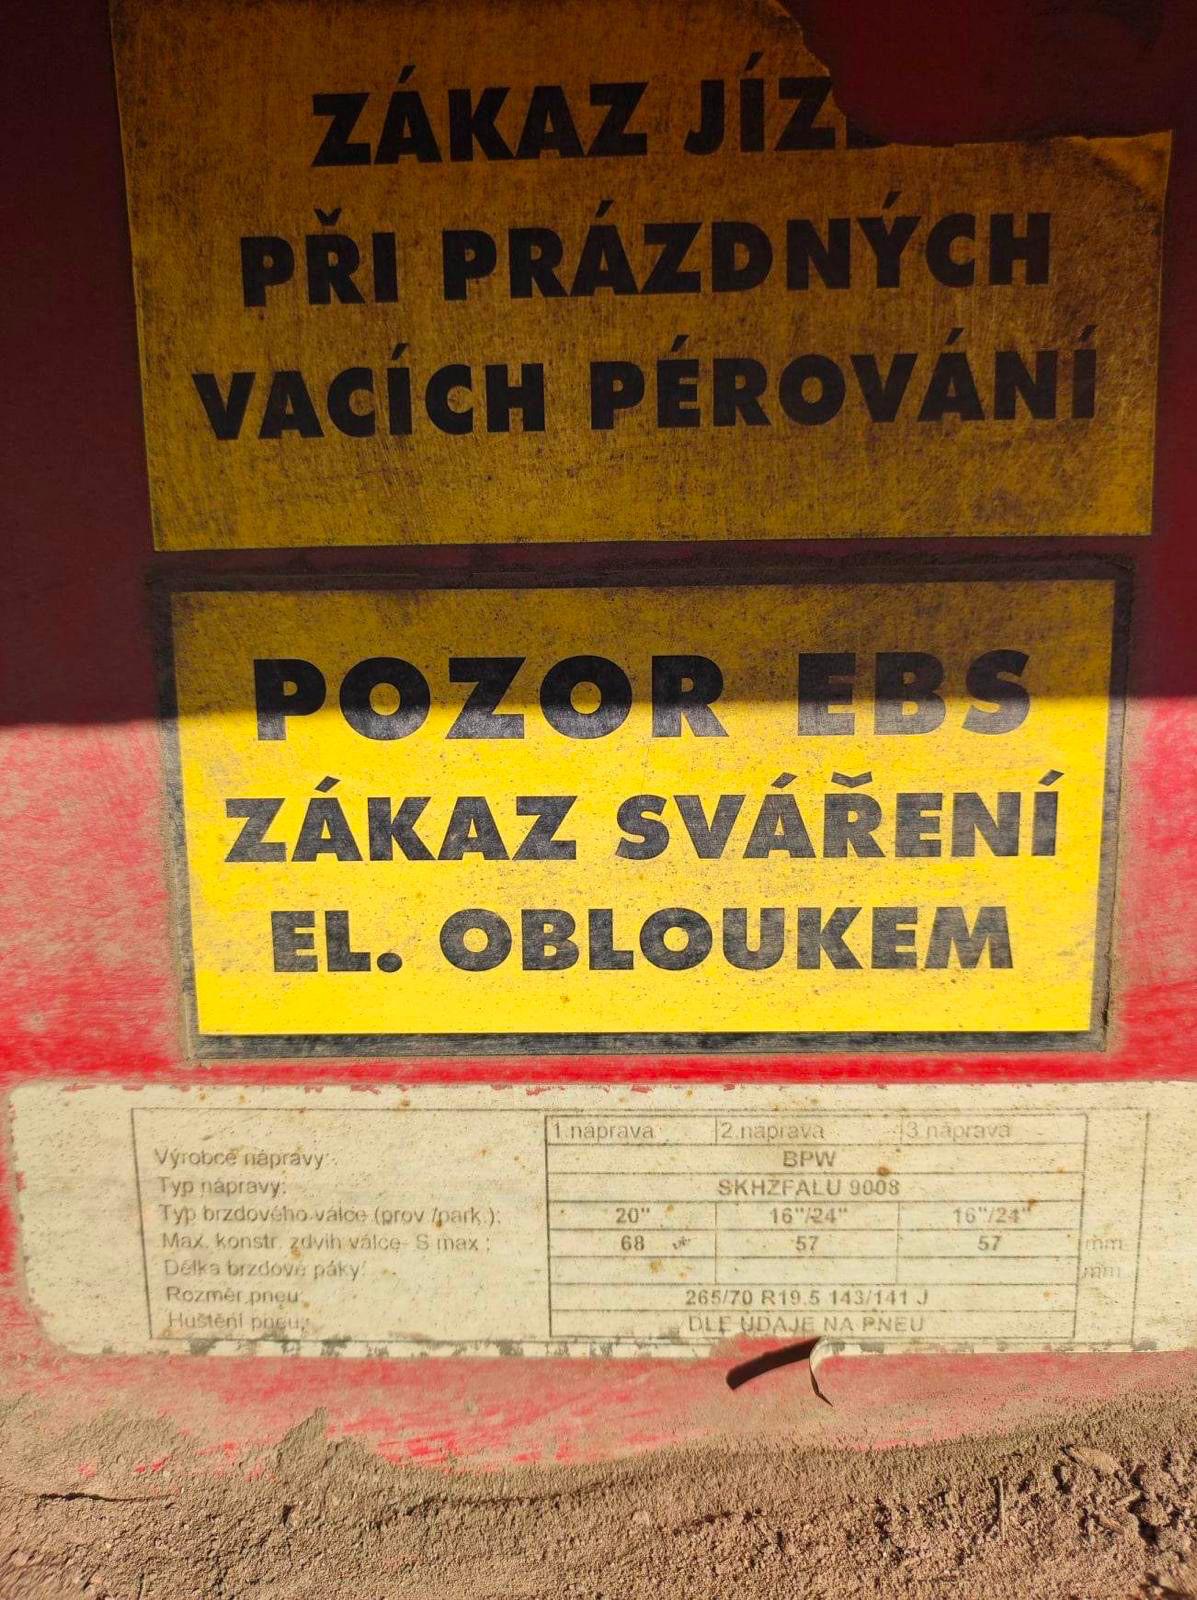 ZÁKAZ
PŘI PRÁZDNÝCH
VACÍCH PÉROVÁNÍ
POZOR EBS
ZÁKAZ SVÁŘENÍ
EL. OBLOUKEM
1.náprava 2.náprava 3.náprava
Výrobce nápravy: BPW
Typ nápravy: SKHZFALU 9008
Typ brzdového válce (prov./park.): 20" 16"/24" 16"/24"
Max. konstr. zdvih válce- S max : 68 57 57 mm
Délka brzdové páky: mm
Rozměr pneu: 265/70 R19.5 143/141 J
Huštění pneu: DLE ÚDAJE NA PNEU